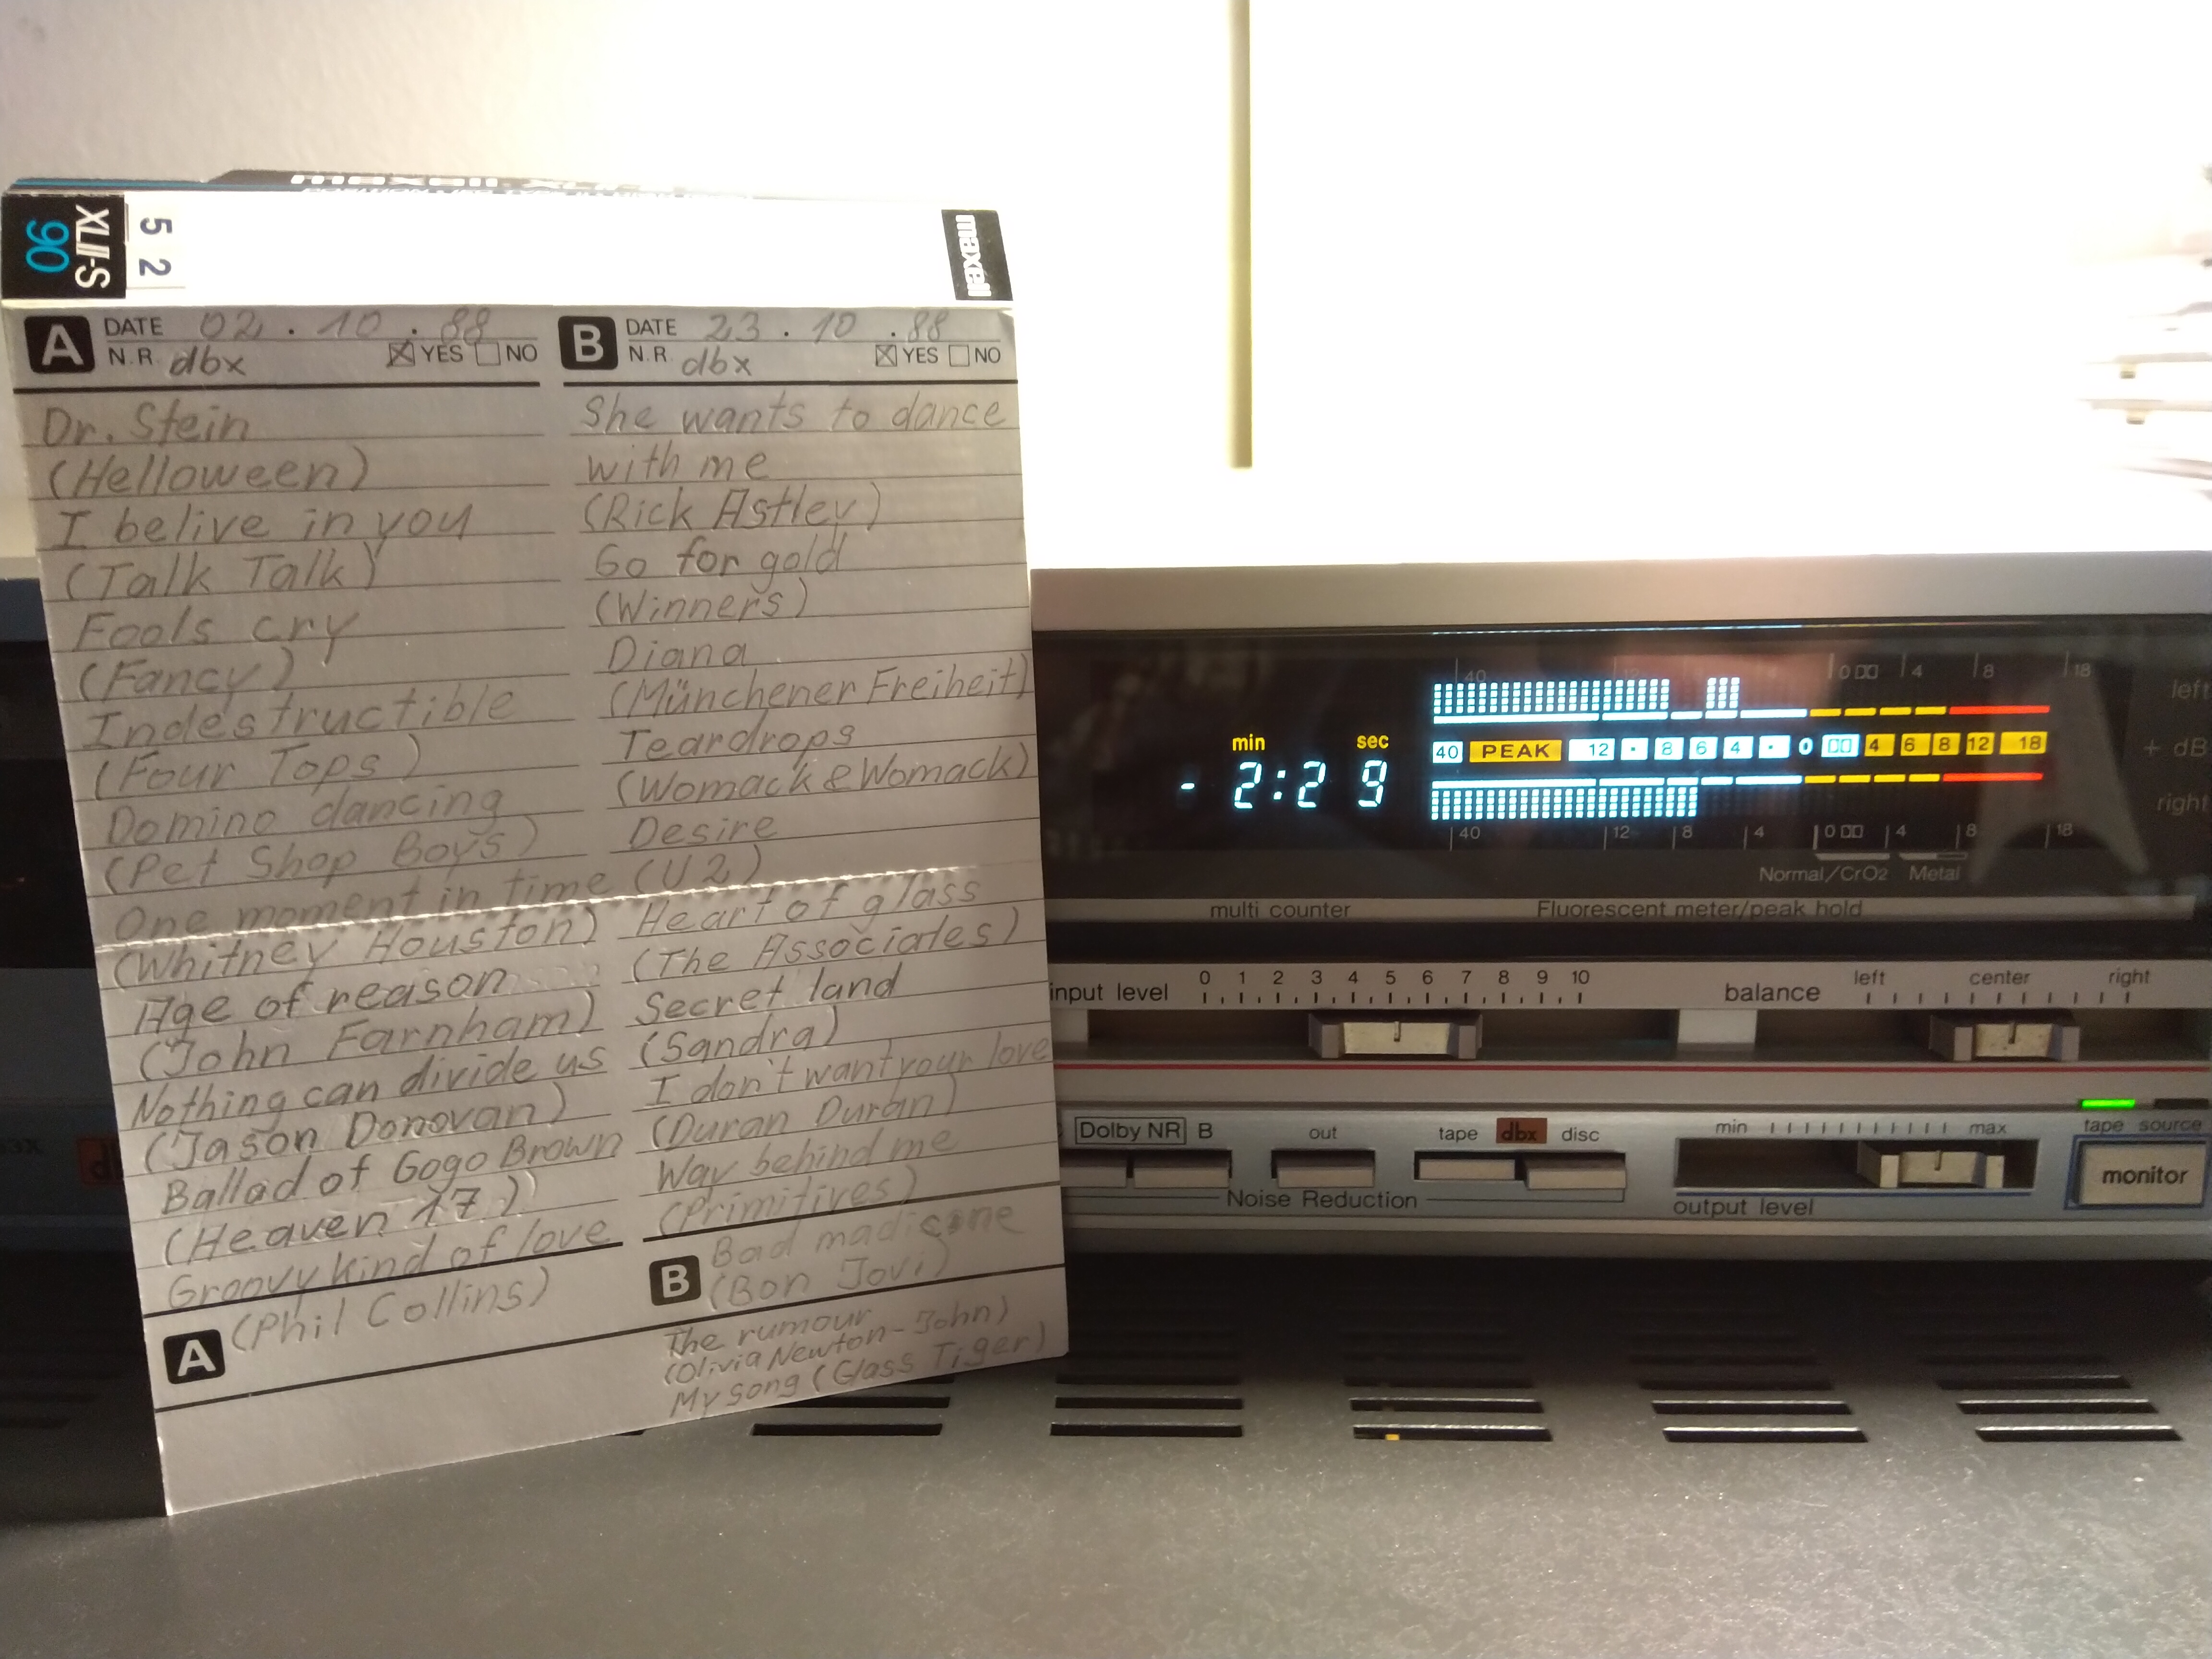 XLII-S
90
5 2
maxell
A DATE 02.10.88
N.R. dbx ☒ YES ☐ NO
Dr. Stein
(Helloween)
I belive in you
(Talk Talk)
Fools cry
(Fancy)
Indestructible
(Four Tops)
Domino dancing
(Pet Shop Boys)
One moment in time
(Whitney Houston)
Age of reason
(John Farnham)
Nothing can divide us
(Jason Donovan)
Ballad of Gogo Brown
(Heaven 17)
Groovy kind of love
A (Phil Collins)
B DATE 23.10.88
N.R. dbx ☒ YES ☐ NO
She wants to dance
with me
(Rick Astley)
Go for gold
(Winners)
Diana
(Münchener Freiheit)
Teardrops
(Womack & Womack)
Desire
(U2)
Heart of glass
(The Associates)
Secret land
(Sandra)
I don't want your love
(Duran Duran)
Way behind me
(Primitives)
Bad madicine
B (Bon Jovi)
The rumour
(Olivia Newton-John)
My song (Glass Tiger)
40 12 0 4 8 18
left
min sec
- 2:29
40 PEAK 12 • 8 6 4 • 0 4 6 8 12 18 + dB
right
40 12 8 4 0 4 8 18
Normal/CrO2 Metal
multi counter Fluorescent meter/peak hold
input level 0 1 2 3 4 5 6 7 8 9 10
balance left center right
Dolby NR B out tape dbx disc
Noise Reduction
min max
output level
tape source
monitor